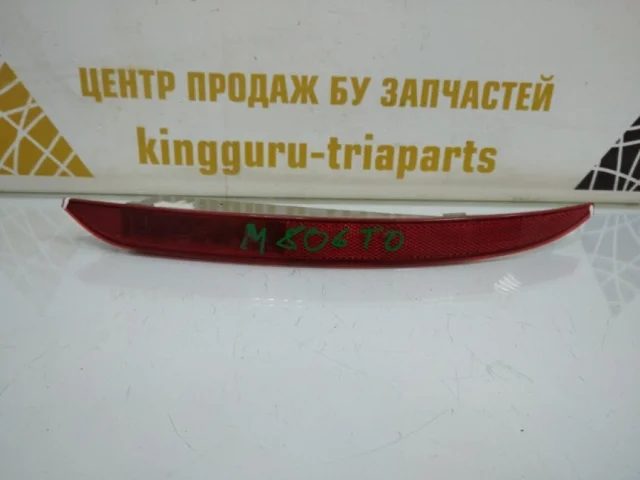 ЦЕНТР ПРОДАЖ БУ ЗАПЧАСТЕЙ
kingguru-triaparts
M806TO